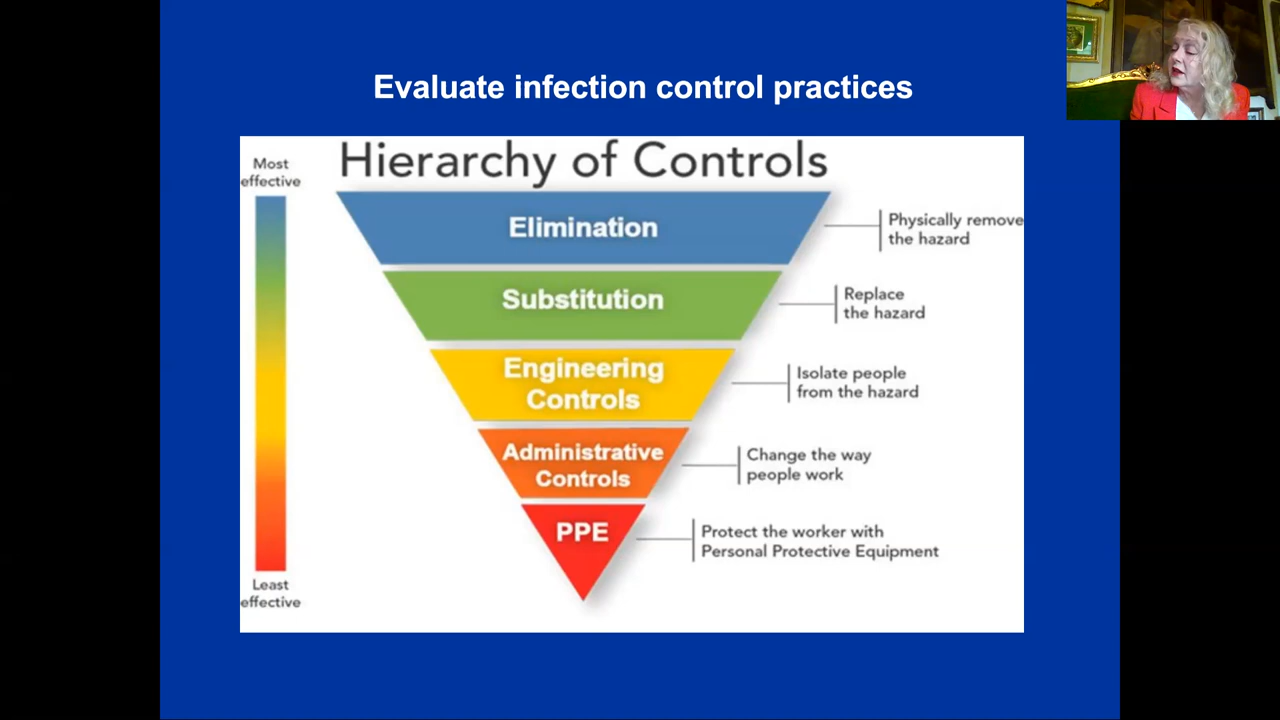 Evaluate infection control practices
Hierarchy of Controls
Most
effective
Elimination
Physically remove
the hazard
Substitution
Replace
the hazard
Engineering
Controls
Isolate people
from the hazard
Administrative
Controls
Change the way
people work
PPE
Protect the worker with
Personal Protective Equipment
Least
effective